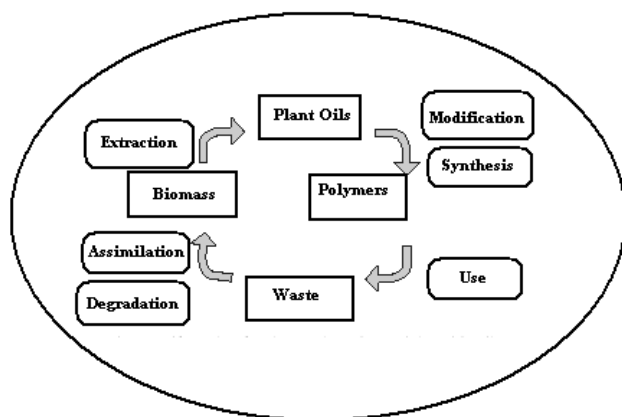 Plant Oils
Modification
Extraction
Synthesis
Biomass
Polymers
Assimilation
Use
Degradation
Waste